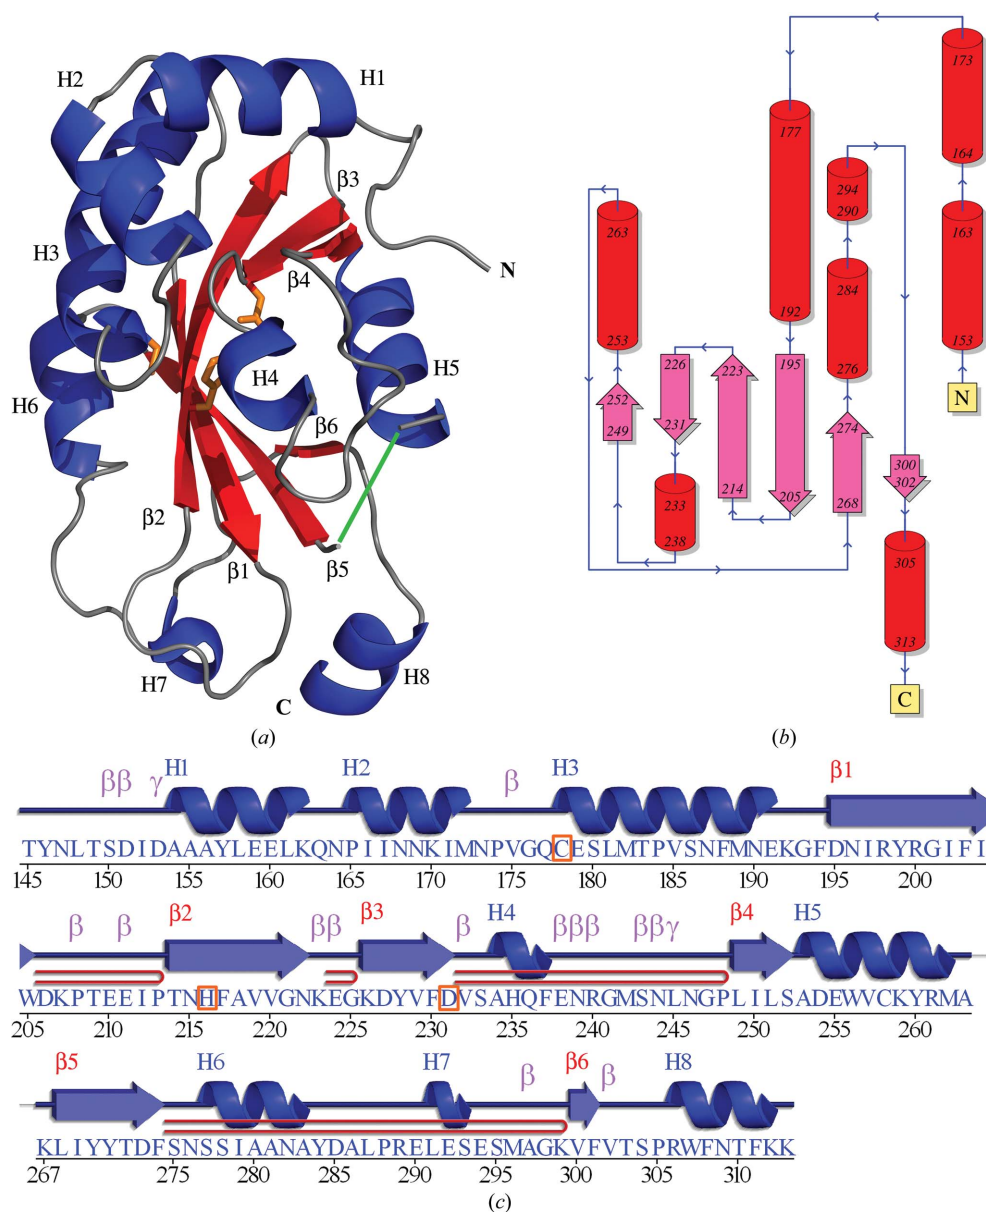 H2
H1
β3
H3
N
β4
H4
H5
H6
β6
β2
β5
β1
H7
H8
C
(a)
173
177
164
294
290
263
163
284
192
253
153
276
226
223
195
N
252
249
231
274
300
302
214
205
268
233
238
305
313
C
(b)
ββ γ H1 H2 β H3 β1
TYNLTSDIDAAAYLEELKQNPIINNKIMNPVGQCESLMTPVSNFMNEKGFDNIRYRGIFI
145 150 155 160 165 170 175 180 185 190 195 200
β β β2 ββ β3 β H4 βββ ββγ β4 H5
WDKPTEEIPTNHFAVVGNKEGKDYVFDVSAHQFENRGMSNLNGPLILSADEWVCKYRMA
205 210 215 220 225 230 235 240 245 250 255 260
β5 H6 H7 β β6 β H8
KLIYYTDFSNSSIAANAYDALPRELESESMAGKVFVTSPRWFNTFKK
267 275 280 285 290 295 300 305 310
(c)